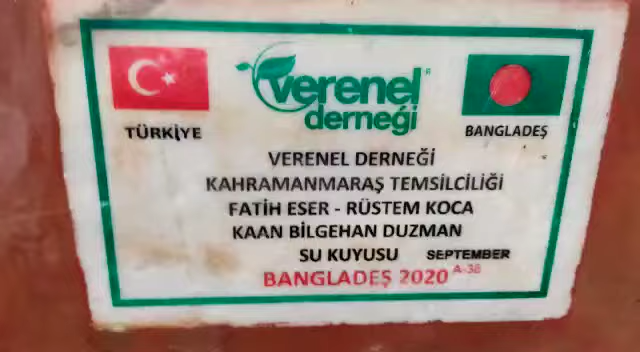 verenel®
derneği
TÜRKİYE
BANGLADEŞ
VERENEL DERNEĞİ
KAHRAMANMARAŞ TEMSİLCİLİĞİ
FATİH ESER - RÜSTEM KOCA
KAAN BİLGEHAN DUZMAN
SU KUYUSU SEPTEMBER
BANGLADEŞ 2020 A-38